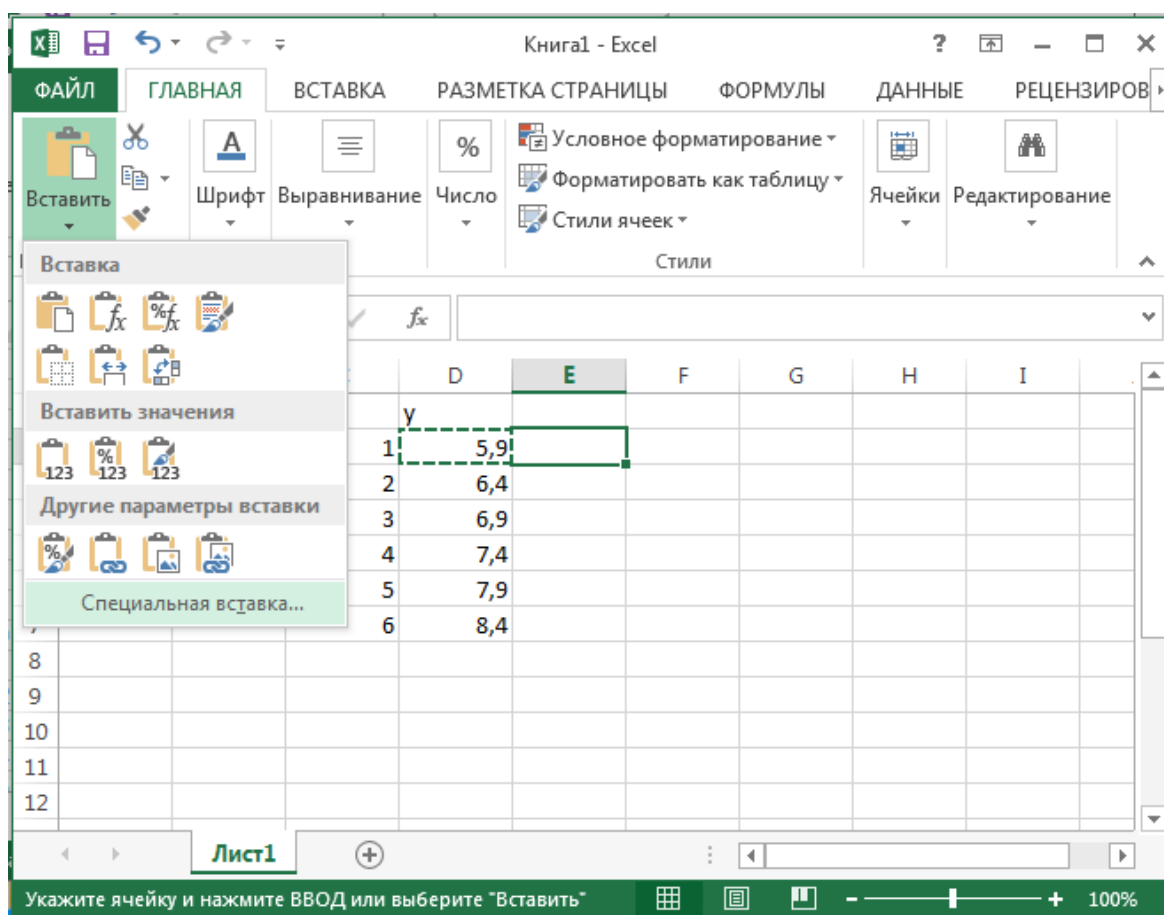 Книга1 - Excel ?
ФАЙЛ ГЛАВНАЯ ВСТАВКА РАЗМЕТКА СТРАНИЦЫ ФОРМУЛЫ ДАННЫЕ РЕЦЕНЗИРОВ
Вставить
Шрифт Выравнивание Число
Условное форматирование
Форматировать как таблицу
Стили ячеек
Стили
Ячейки Редактирование
Вставка
Вставить значения
123 %123 123
Другие параметры вставки
Специальная вставка...
fx
D E F G H I
y
1 5,9
2 6,4
3 6,9
4 7,4
5 7,9
6 8,4
8
9
10
11
12
Лист1
Укажите ячейку и нажмите ВВОД или выберите "Вставить" 100%